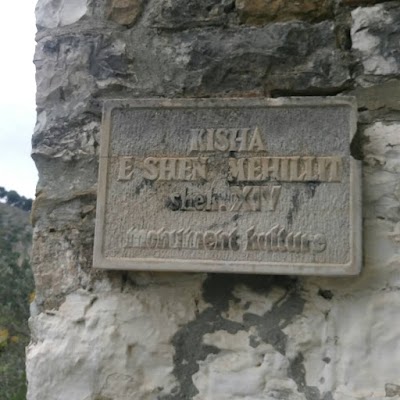 KISHA
E SHEN MEHILLIT
shek. XIV
monument kulture